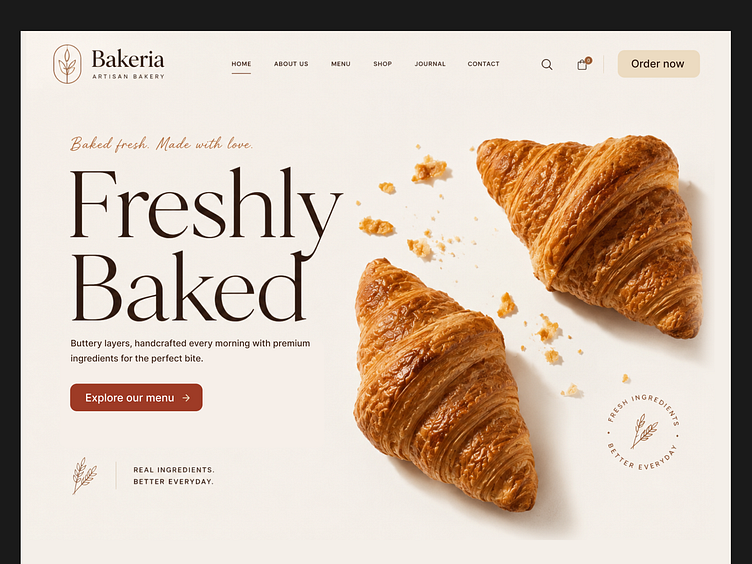 Bakeria
ARTISAN BAKERY
HOME
ABOUT US
MENU
SHOP
JOURNAL
CONTACT
Order now
Baked fresh. Made with love.
Freshly
Baked
Buttery layers, handcrafted every morning with premium
ingredients for the perfect bite.
Explore our menu →
FRESH INGREDIENTS
BETTER EVERYDAY
REAL INGREDIENTS.
BETTER EVERYDAY.